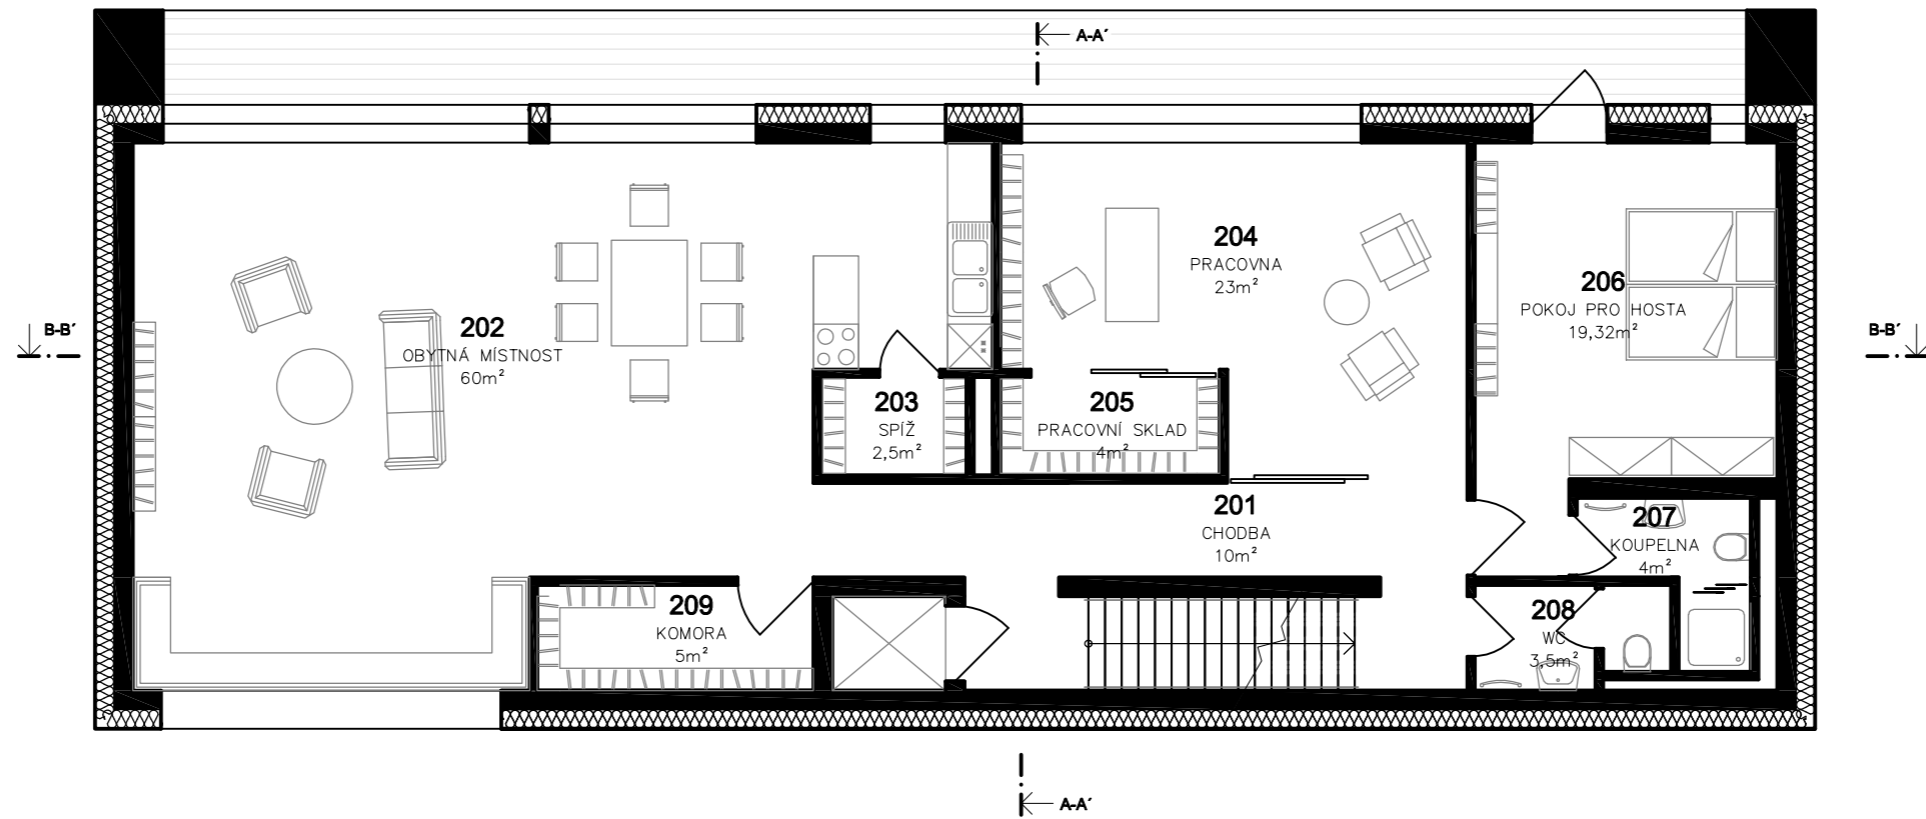 A-A´
204
PRACOVNA
23m²
206
POKOJ PRO HOSTA
19,32m²
B-B´
202
OBYTNÁ MÍSTNOST
60m²
B-B´
203
SPÍŽ
2,5m²
205
PRACOVNÍ SKLAD
4m²
201
CHODBA
10m²
207
KOUPELNA
4m²
209
KOMORA
5m²
208
WC
3,5m²
A-A´